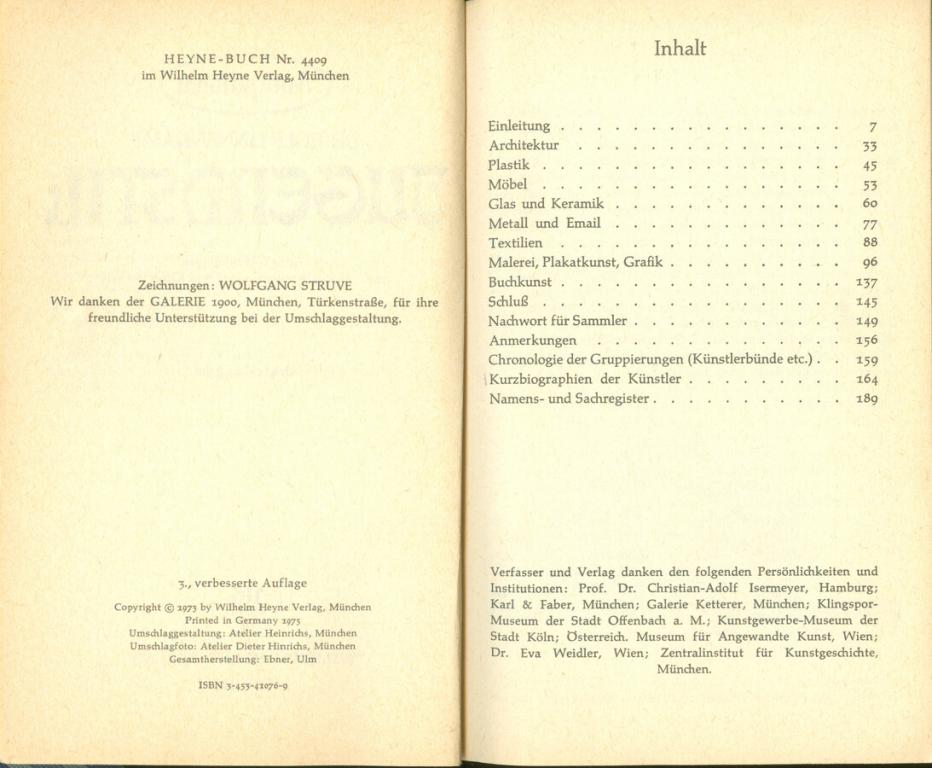 HEYNE-BUCH Nr. 4409
im Wilhelm Heyne Verlag, München
Zeichnungen: WOLFGANG STRUVE
Wir danken der GALERIE 1900, München, Türkenstraße, für ihre
freundliche Unterstützung bei der Umschlaggestaltung.
3., verbesserte Auflage
Copyright © 1973 by Wilhelm Heyne Verlag, München
Printed in Germany 1975
Umschlaggestaltung: Atelier Heinrichs, München
Umschlagfoto: Atelier Dieter Hinrichs, München
Gesamtherstellung: Ebner, Ulm
ISBN 3-453-41076-9
Inhalt
Einleitung . . . . . . . . . . . . . . . 7
Architektur . . . . . . . . . . . . . . 33
Plastik . . . . . . . . . . . . . . . . 45
Möbel . . . . . . . . . . . . . . . . 53
Glas und Keramik . . . . . . . . . . . . 60
Metall und Email . . . . . . . . . . . . 77
Textilien . . . . . . . . . . . . . . . 88
Malerei, Plakatkunst, Grafik . . . . . . . . . 96
Buchkunst . . . . . . . . . . . . . . . 137
Schluß . . . . . . . . . . . . . . . . 145
Nachwort für Sammler . . . . . . . . . . . 149
Anmerkungen . . . . . . . . . . . . . 156
Chronologie der Gruppierungen (Künstlerbünde etc.) . . 159
Kurzbiographien der Künstler . . . . . . . . 164
Namens- und Sachregister . . . . . . . . . . 189
Verfasser und Verlag danken den folgenden Persönlichkeiten und
Institutionen: Prof. Dr. Christian-Adolf Isermeyer, Hamburg;
Karl & Faber, München; Galerie Ketterer, München; Klingspor-
Museum der Stadt Offenbach a. M.; Kunstgewerbe-Museum der
Stadt Köln; Österreich. Museum für Angewandte Kunst, Wien;
Dr. Eva Weidler, Wien; Zentralinstitut für Kunstgeschichte,
München.